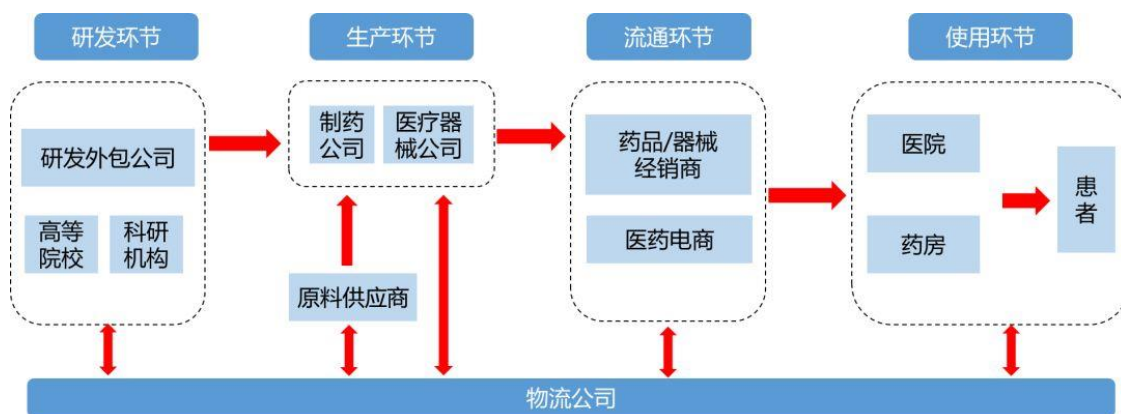 研发环节
生产环节
流通环节
使用环节
研发外包公司
高等
院校
科研
机构
制药
公司
医疗器
械公司
原料供应商
药品/器械
经销商
医药电商
医院
药房
患
者
物流公司